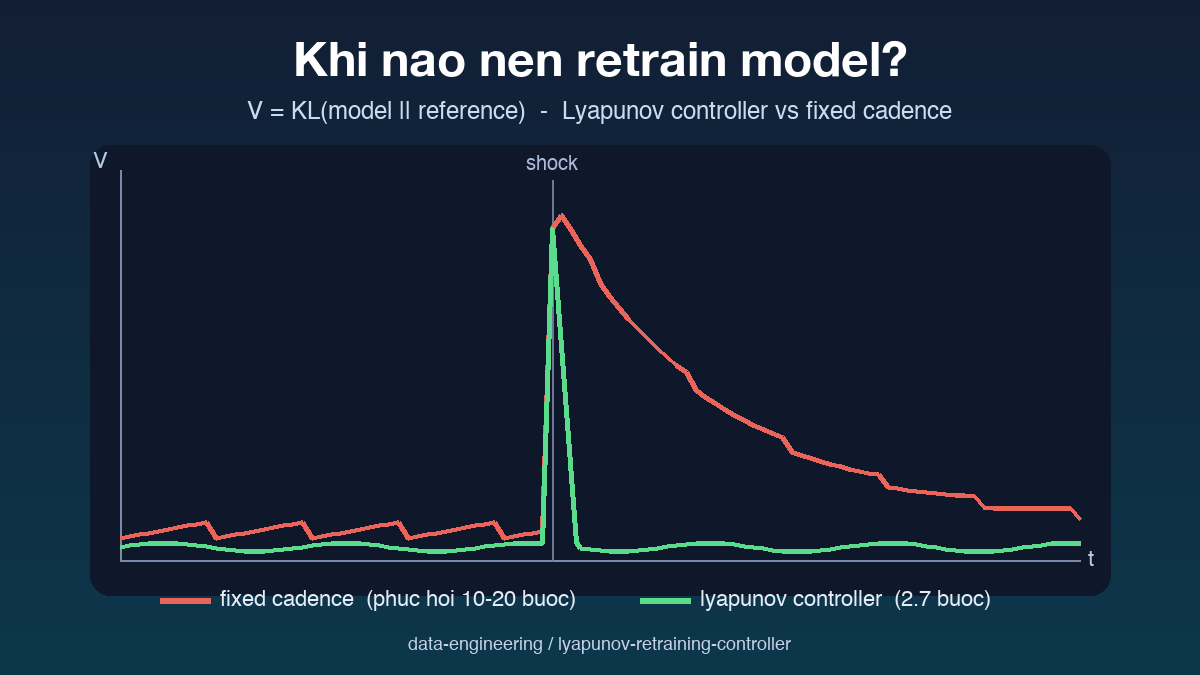 Khi nao nen retrain model?
V = KL(model || reference)  -  Lyapunov controller vs fixed cadence
V
shock
t
fixed cadence  (phuc hoi 10-20 buoc)
lyapunov controller  (2.7 buoc)
data-engineering / lyapunov-retraining-controller